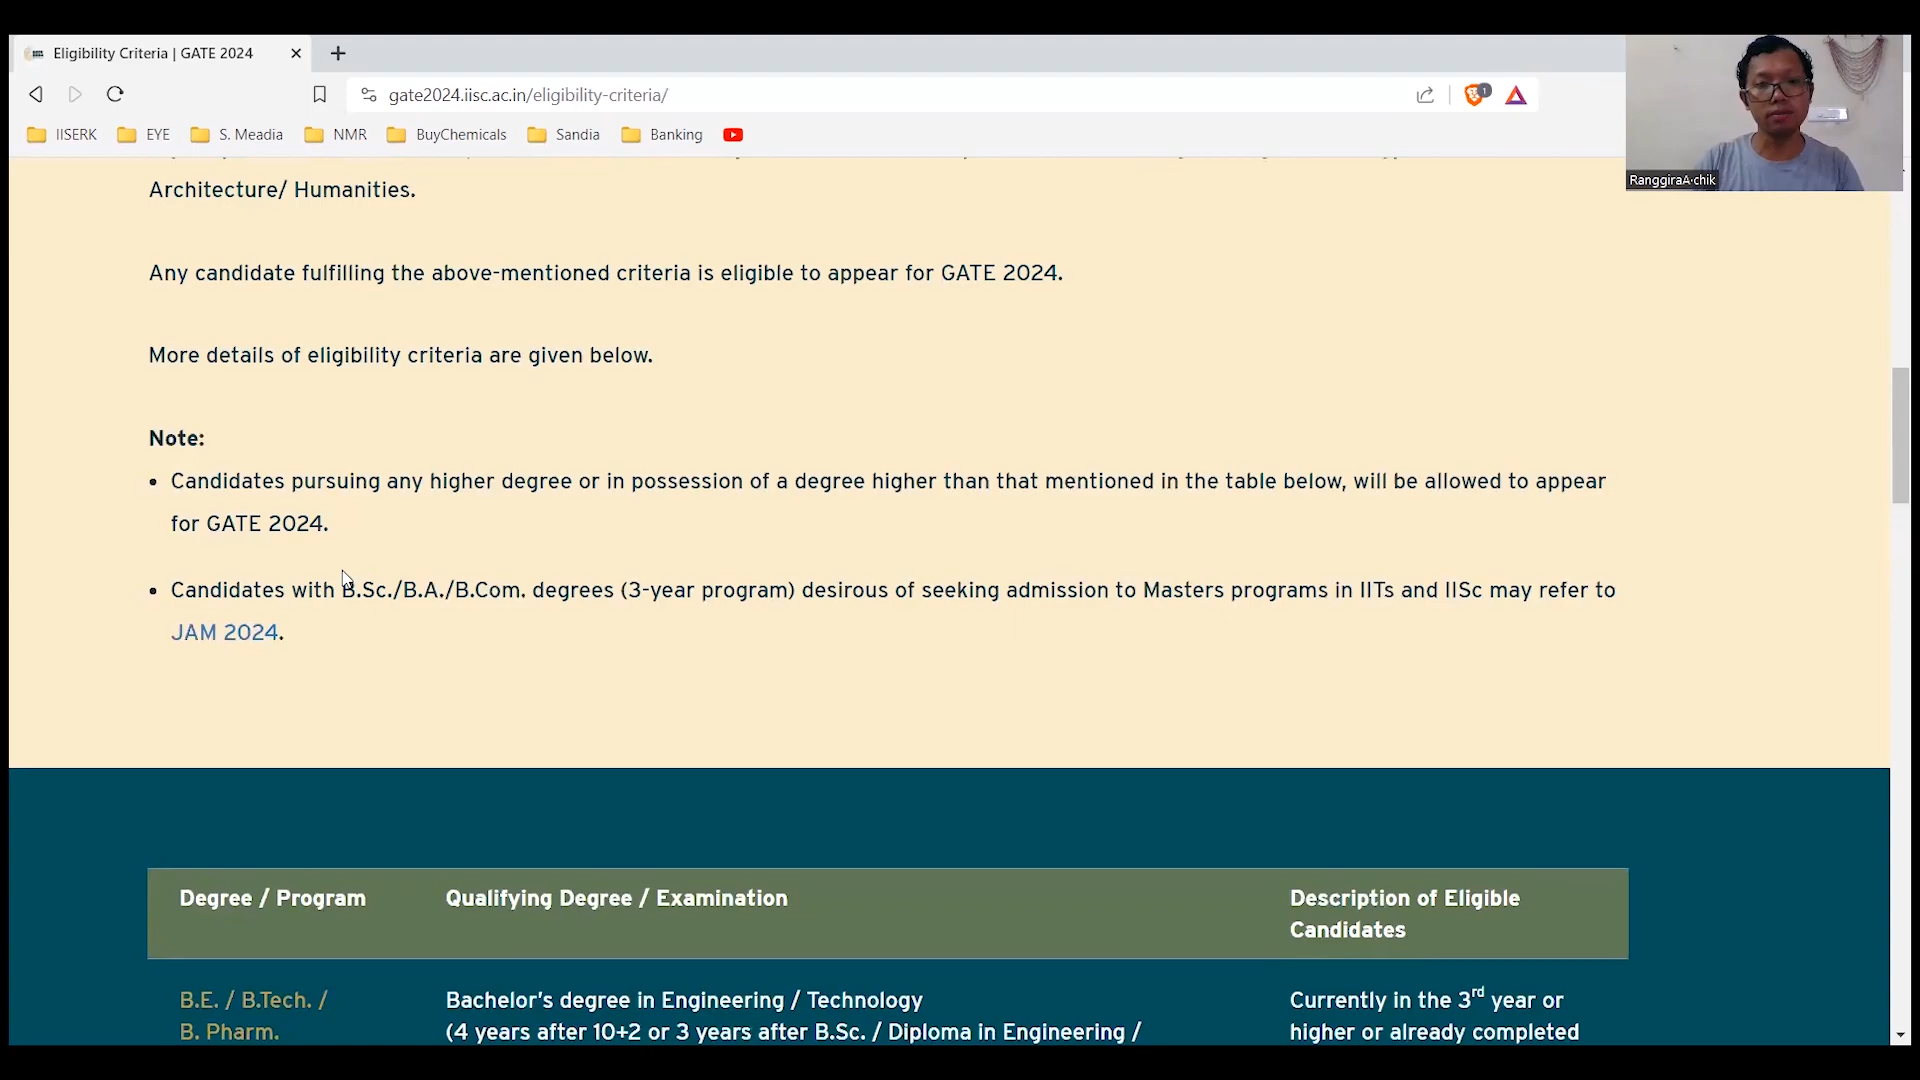 Eligibility Criteria | GATE 2024
gate2024.iisc.ac.in/eligibility-criteria/
1
IISERK EYE S. Meadia NMR BuyChemicals Sandia Banking
RanggiraA·chik
Architecture/ Humanities.
Any candidate fulfilling the above-mentioned criteria is eligible to appear for GATE 2024.
More details of eligibility criteria are given below.
Note:
• Candidates pursuing any higher degree or in possession of a degree higher than that mentioned in the table below, will be allowed to appear
for GATE 2024.
• Candidates with B.Sc./B.A./B.Com. degrees (3-year program) desirous of seeking admission to Masters programs in IITs and IISc may refer to
JAM 2024.
Degree / Program Qualifying Degree / Examination Description of Eligible
Candidates
B.E. / B.Tech. / Bachelor's degree in Engineering / Technology Currently in the 3rd year or
B. Pharm. (4 years after 10+2 or 3 years after B.Sc. / Diploma in Engineering / higher or already completed